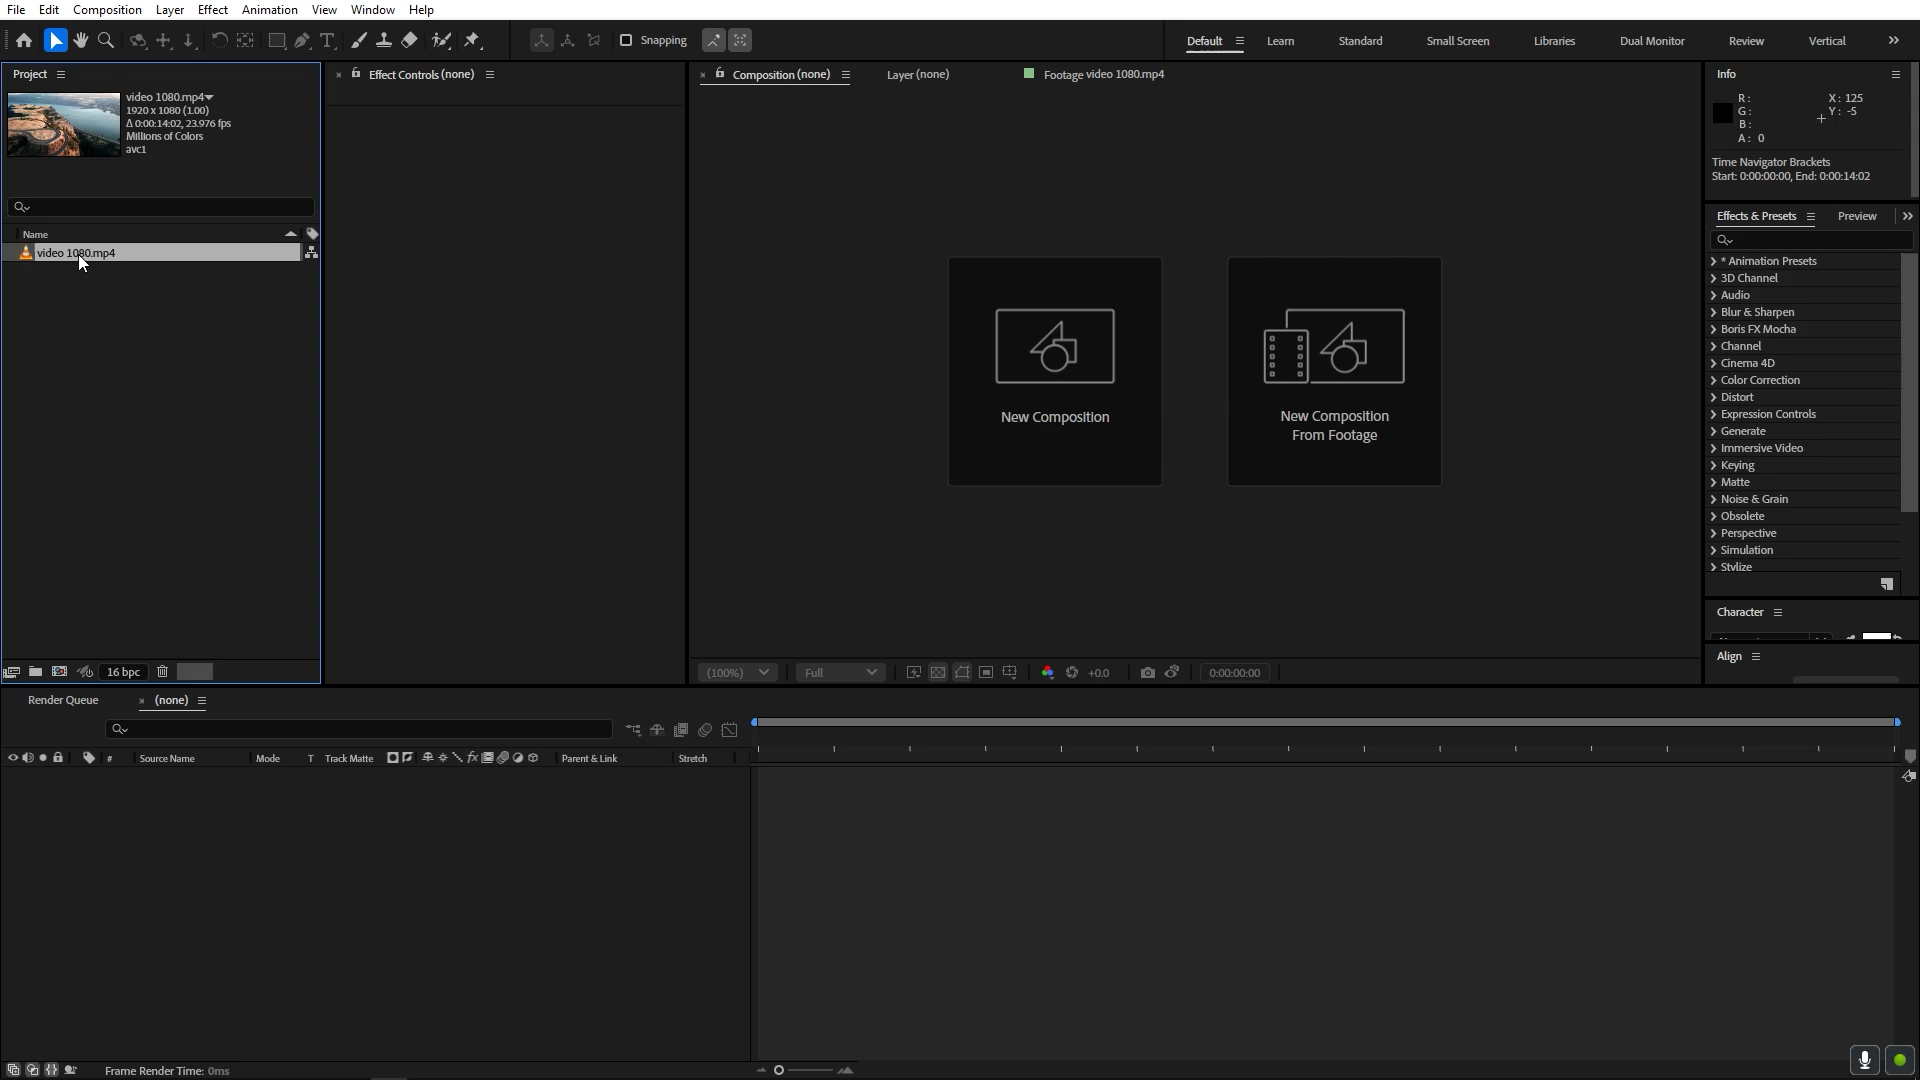 File Edit Composition Layer Effect Animation View Window Help
Snapping
Default Learn Standard Small Screen Libraries Dual Monitor Review Vertical
Project
video 1080.mp4
1920 x 1080 (1.00)
Δ 0:00:14:02, 23.976 fps
Millions of Colors
avc1
Name
video 1080.mp4
16 bpc
Effect Controls (none)
Composition (none) Layer (none) Footage video 1080.mp4
New Composition
New Composition
From Footage
(100%) Full +0.0 0:00:00:00
Info
R:
G:
B:
A: 0
X: 125
Y: -5
Time Navigator Brackets
Start: 0:00:00:00, End: 0:00:14:02
Effects & Presets Preview
* Animation Presets
3D Channel
Audio
Blur & Sharpen
Boris FX Mocha
Channel
Cinema 4D
Color Correction
Distort
Expression Controls
Generate
Immersive Video
Keying
Matte
Noise & Grain
Obsolete
Perspective
Simulation
Stylize
Character
Align
Render Queue (none)
# Source Name Mode T Track Matte fx Parent & Link Stretch
Frame Render Time: 0ms